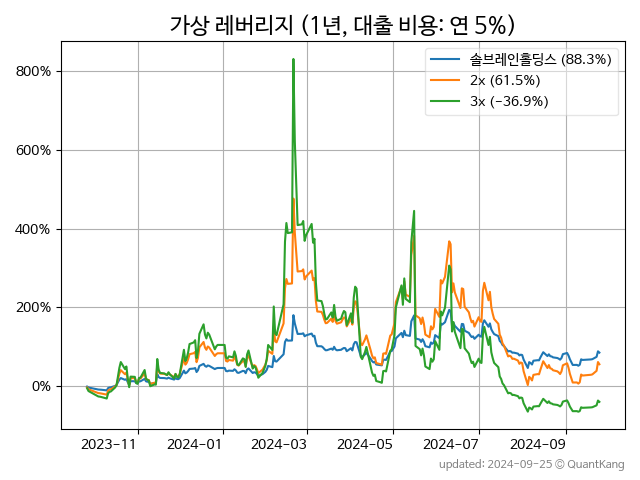 가상 레버리지 (1년, 대출 비용: 연 5%)
솔브레인홀딩스 (88.3%)
2x (61.5%)
3x (−36.9%)
800%
600%
400%
200%
0%
2023-11 2024-01 2024-03 2024-05 2024-07 2024-09
updated: 2024-09-25 © QuantKang